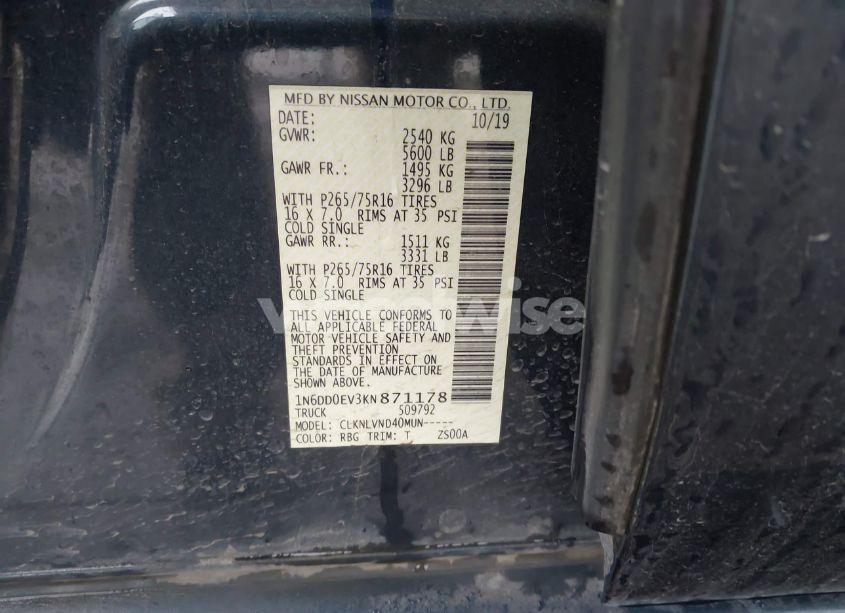 MFD BY NISSAN MOTOR CO., LTD.
DATE: 10/19
GVWR: 2540 KG
5600 LB
GAWR FR.: 1495 KG
3296 LB
WITH P265/75R16 TIRES
16 X 7.0 RIMS AT 35 PSI
COLD SINGLE
GAWR RR.: 1511 KG
3331 LB
WITH P265/75R16 TIRES
16 X 7.0 RIMS AT 35 PSI
COLD SINGLE
THIS VEHICLE CONFORMS TO
ALL APPLICABLE FEDERAL
MOTOR VEHICLE SAFETY AND
THEFT PREVENTION
STANDARDS IN EFFECT ON
THE DATE OF MANUFACTURE
SHOWN ABOVE.
1N6DD0EV3KN871178
TRUCK 509792
MODEL: CLKNLVND40MUN-----
COLOR: RBG TRIM: T ZS00A